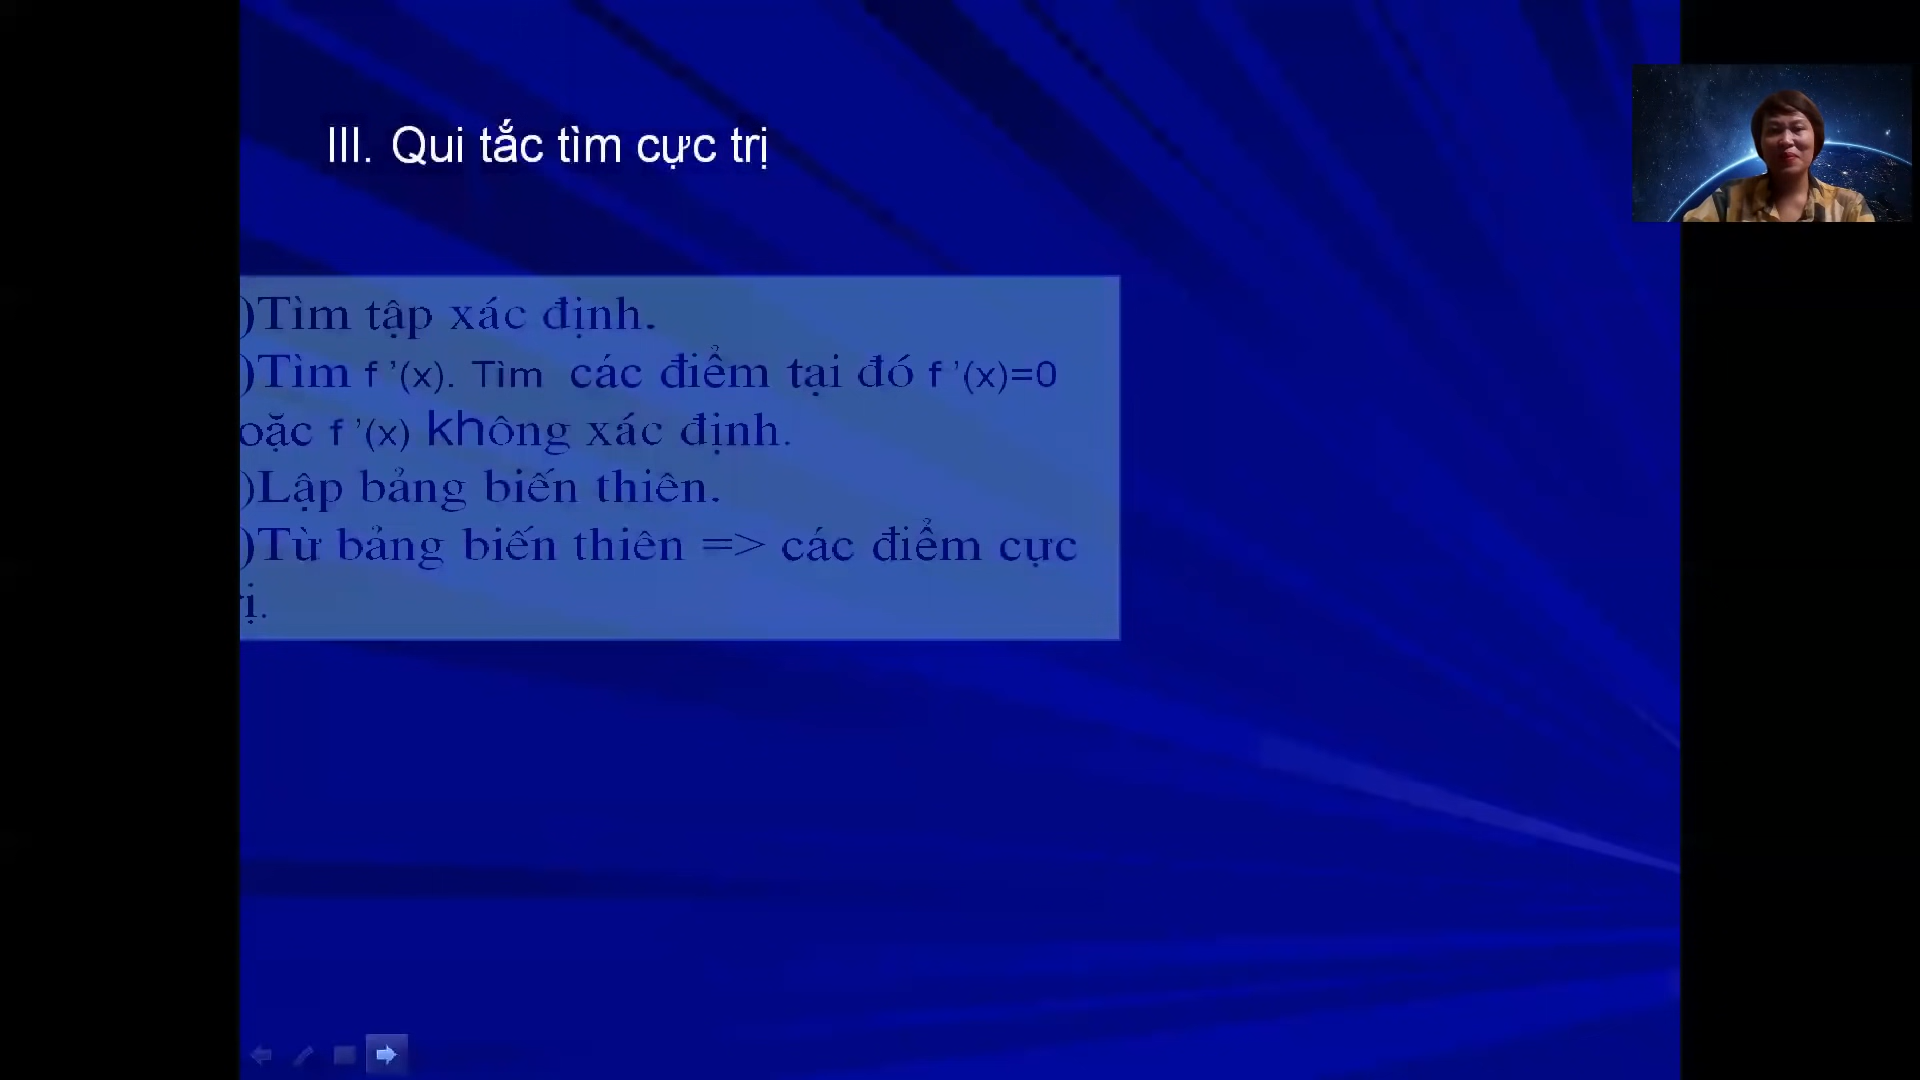 III. Qui tắc tìm cực trị
)Tìm tập xác định.
)Tìm f ’(x). Tìm các điểm tại đó f ’(x)=0
oặc f ’(x) không xác định.
)Lập bảng biến thiên.
)Từ bảng biến thiên => các điểm cực
ị.